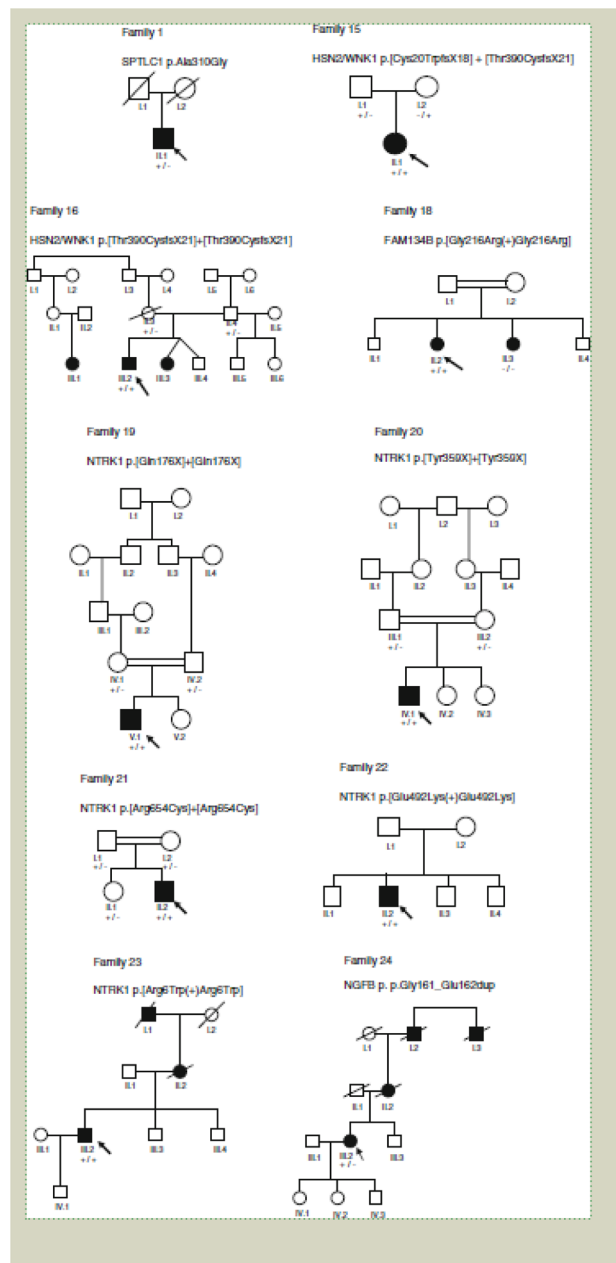 Family 1
SPTLC1 p.Ala310Gly
I.1 I.2
II.1
+/-
Family 15
HSN2/WNK1 p.[Cys20TrpfsX18] + [Thr390CysfsX21]
I.1 I.2
+/- -/+
II.1
+/+
Family 16
HSN2/WNK1 p.[Thr390CysfsX21]+[Thr390CysfsX21]
I.1 I.2 I.3 I.4 I.5 I.6
II.1 II.2 II.3 II.4 II.5
+/- +/-
III.1 III.2 III.3 III.4 III.5 III.6
+/+
Family 18
FAM134B p.[Gly216Arg(+)Gly216Arg]
I.1 I.2
II.1 II.2 II.3 II.4
+/+ -/-
Family 19
NTRK1 p.[Gln176X]+[Gln176X]
I.1 I.2
II.1 II.2 II.3 II.4
III.1 III.2
IV.1 IV.2
+/- +/-
V.1 V.2
+/+
Family 20
NTRK1 p.[Tyr359X]+[Tyr359X]
I.1 I.2 I.3
II.1 II.2 II.3 II.4
III.1 III.2
+/- +/-
IV.1 IV.2 IV.3
+/+
Family 21
NTRK1 p.[Arg654Cys]+[Arg654Cys]
I.1 I.2
+/- +/-
II.1 II.2
+/- +/+
Family 22
NTRK1 p.[Glu492Lys(+)Glu492Lys]
I.1 I.2
II.1 II.2 II.3 II.4
+/+
Family 23
NTRK1 p.[Arg6Trp(+)Arg6Trp]
I.1 I.2
II.1 II.2
III.1 III.2 III.3 III.4
+/+
IV.1
Family 24
NGFB p. p.Gly161_Glu162dup
I.1 I.2 I.3
II.1 II.2
III.1 III.2 III.3
+/-
IV.1 IV.2 IV.3